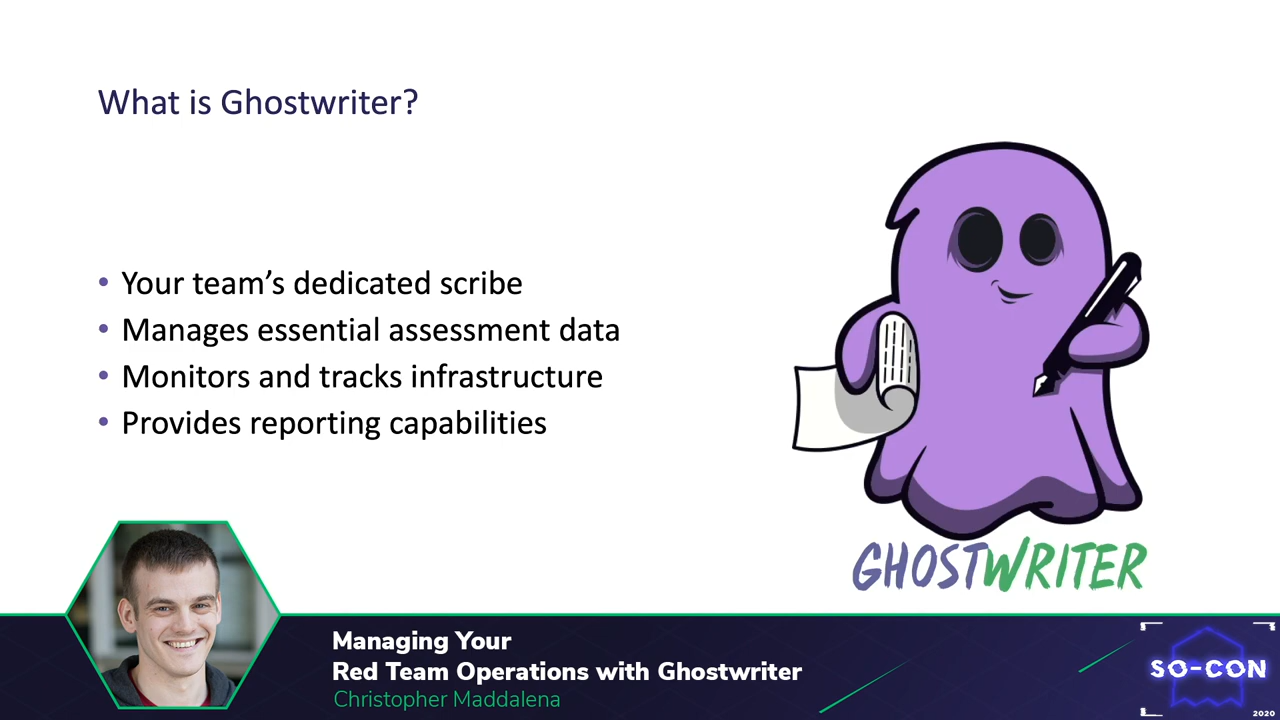 What is Ghostwriter?
• Your team’s dedicated scribe
• Manages essential assessment data
• Monitors and tracks infrastructure
• Provides reporting capabilities
GHOSTWRITER
Managing Your
Red Team Operations with Ghostwriter
Christopher Maddalena
SO-CON
2020